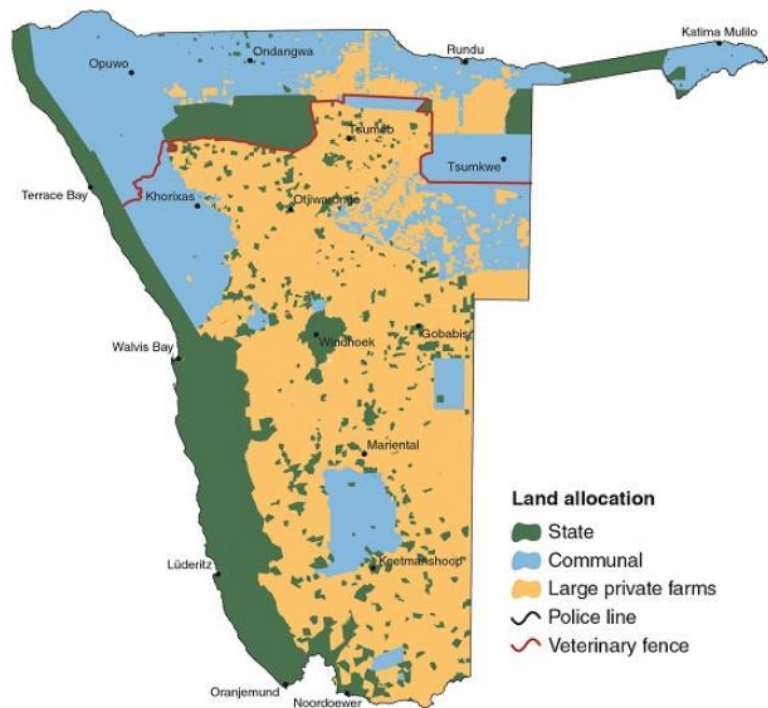 Katima Mulilo
Ondangwa
Rundu
Opuwo
Tsumeb
Tsumkwe
Terrace Bay
Khorixas
Otjiwarongo
Walvis Bay
Windhoek
Gobabis
Mariental
Land allocation
State
Communal
Large private farms
Police line
Veterinary fence
Lüderitz
Keetmanshoop
Oranjemund
Noordoewer